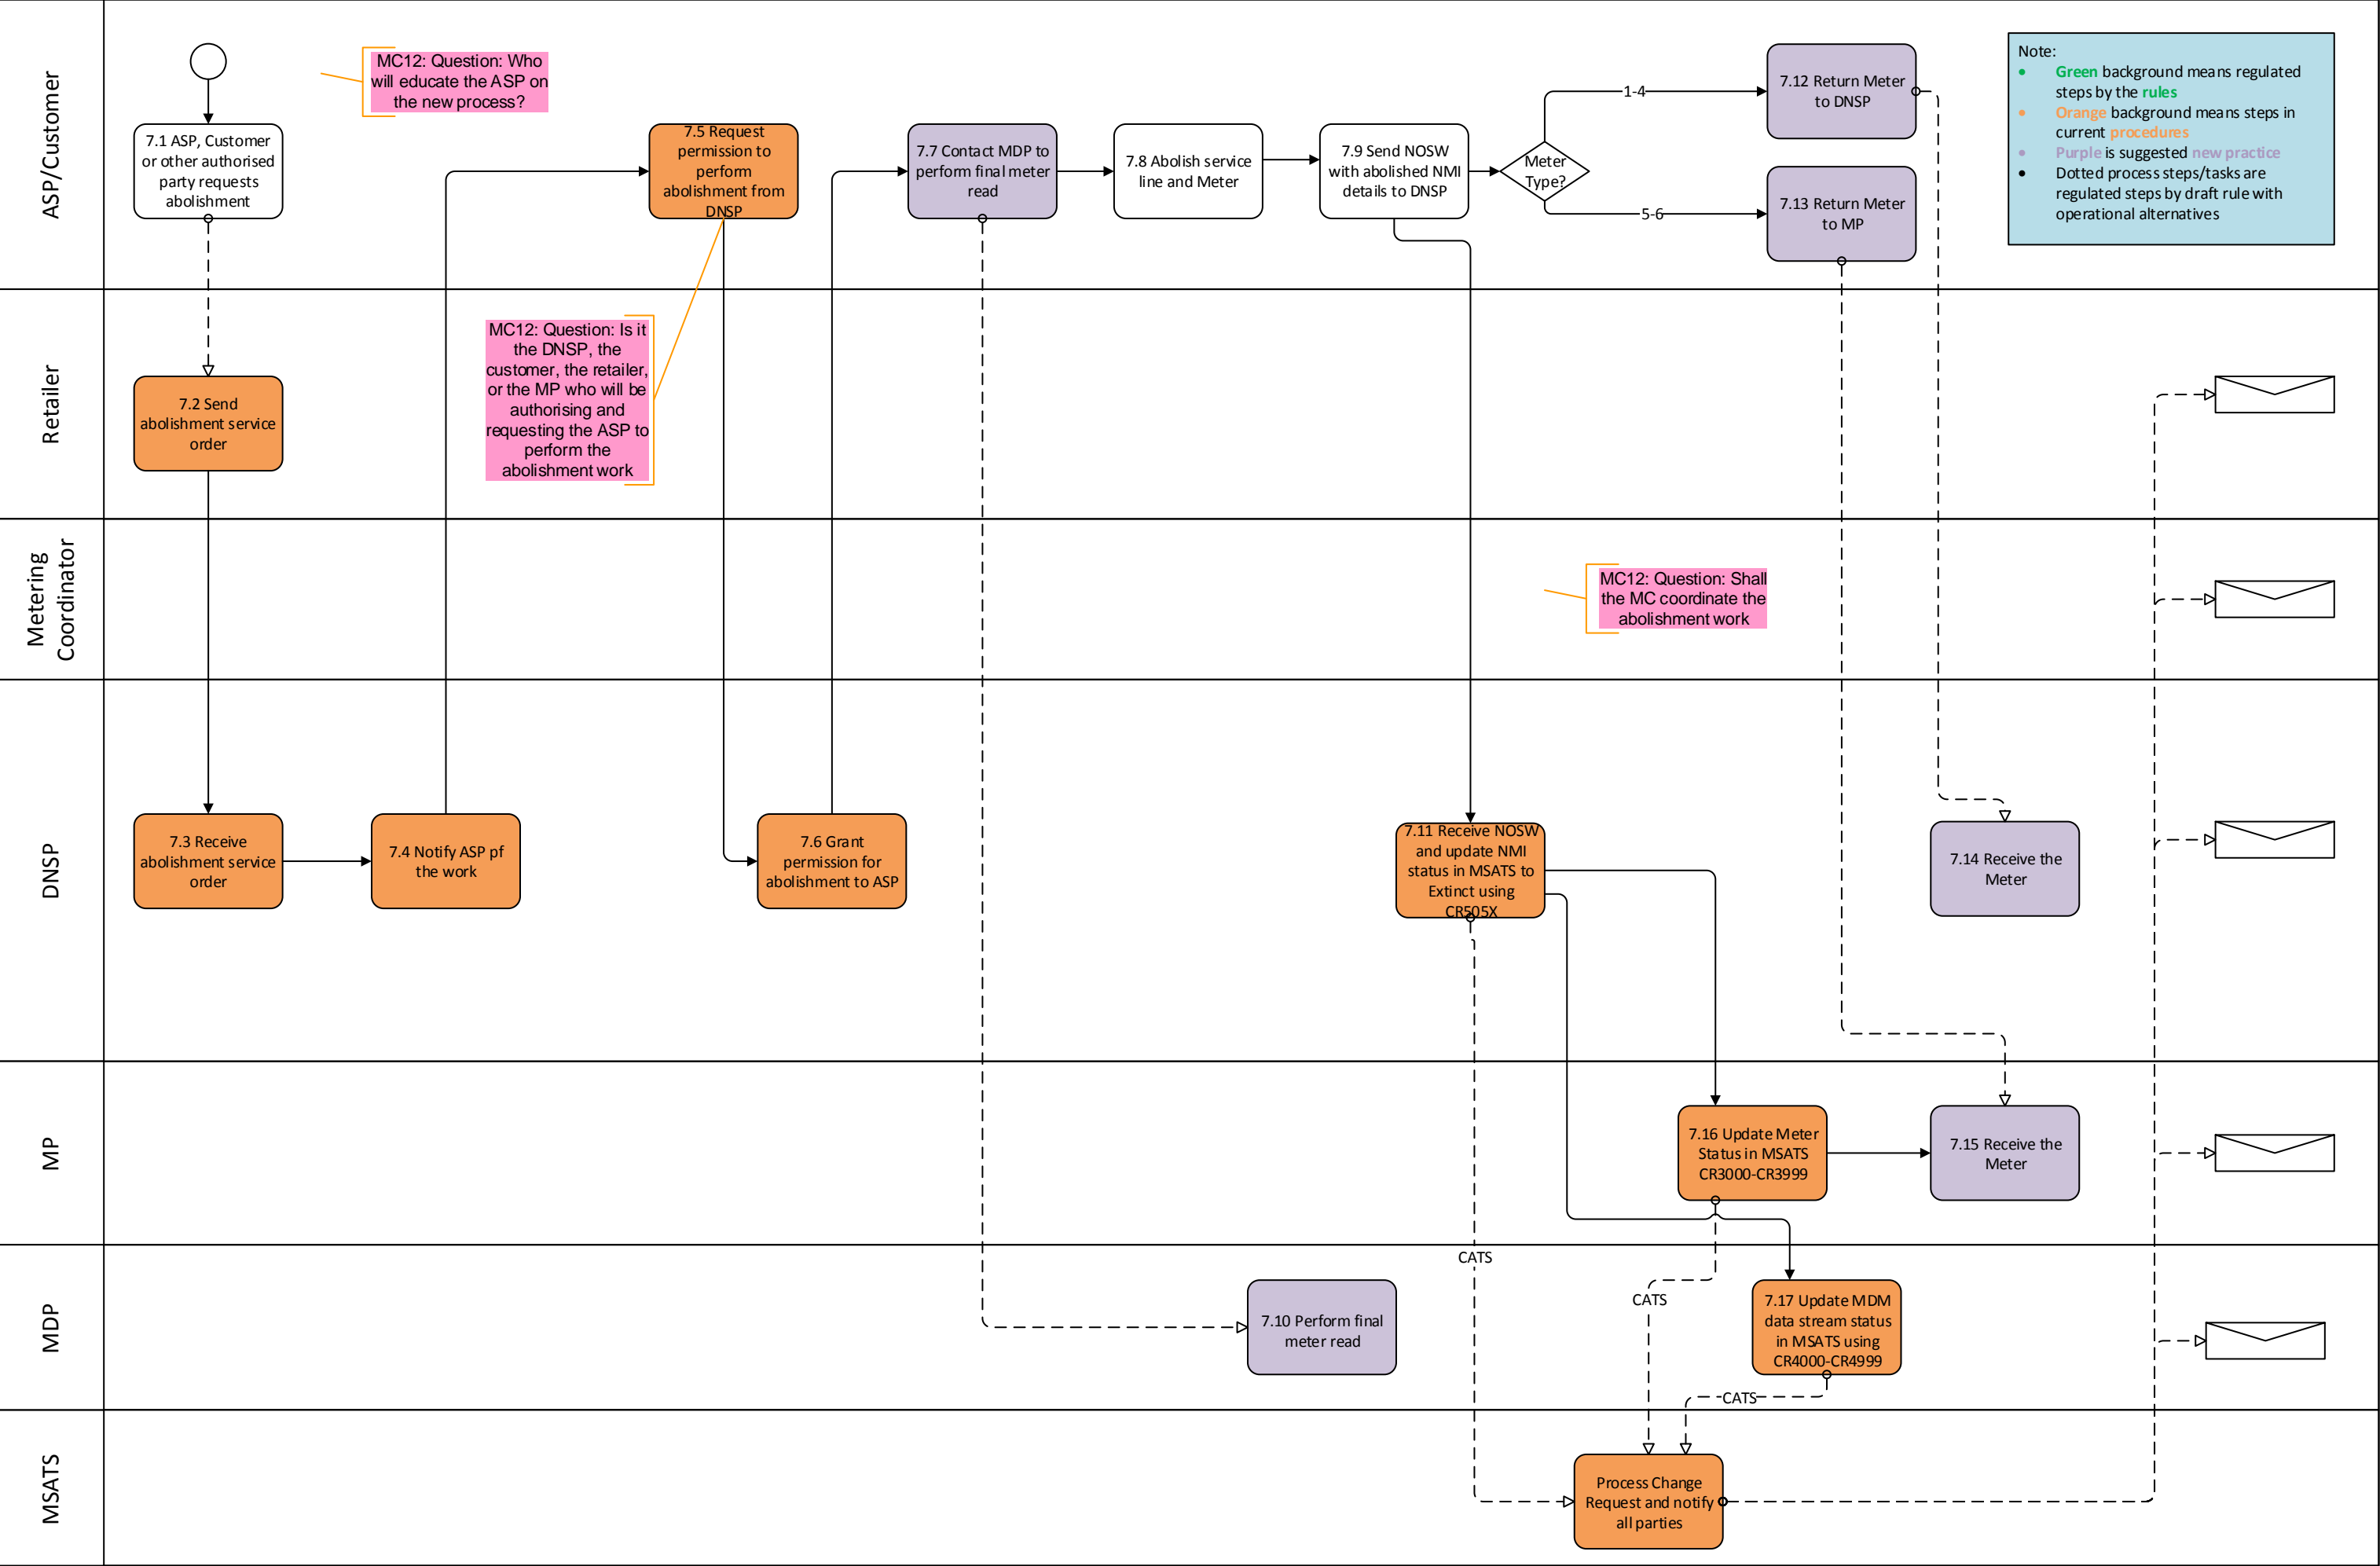 ASP/Customer
MC12: Question: Who
will educate the ASP on
the new process?
7.1 ASP, Customer
or other authorised
party requests
abolishment
7.5 Request
permission to
perform
abolishment from
DNSP
7.7 Contact MDP to
perform final meter
read
7.8 Abolish service
line and Meter
7.9 Send NOSW
with abolished NMI
details to DNSP
Meter
Type?
1-4
5-6
7.12 Return Meter
to DNSP
7.13 Return Meter
to MP
Note:
• Green background means regulated
steps by the rules
• Orange background means steps in
current procedures
• Purple is suggested new practice
• Dotted process steps/tasks are
regulated steps by draft rule with
operational alternatives
Retailer
7.2 Send
abolishment service
order
MC12: Question: Is it
the DNSP, the
customer, the retailer,
or the MP who will be
authorising and
requesting the ASP to
perform the
abolishment work
Metering
Coordinator
MC12: Question: Shall
the MC coordinate the
abolishment work
DNSP
7.3 Receive
abolishment service
order
7.4 Notify ASP pf
the work
7.6 Grant
permission for
abolishment to ASP
7.11 Receive NOSW
and update NMI
status in MSATS to
Extinct using
CR505X
7.14 Receive the
Meter
MP
7.16 Update Meter
Status in MSATS
CR3000-CR3999
7.15 Receive the
Meter
MDP
CATS
7.10 Perform final
meter read
CATS
7.17 Update MDM
data stream status
in MSATS using
CR4000-CR4999
CATS
MSATS
Process Change
Request and notify
all parties